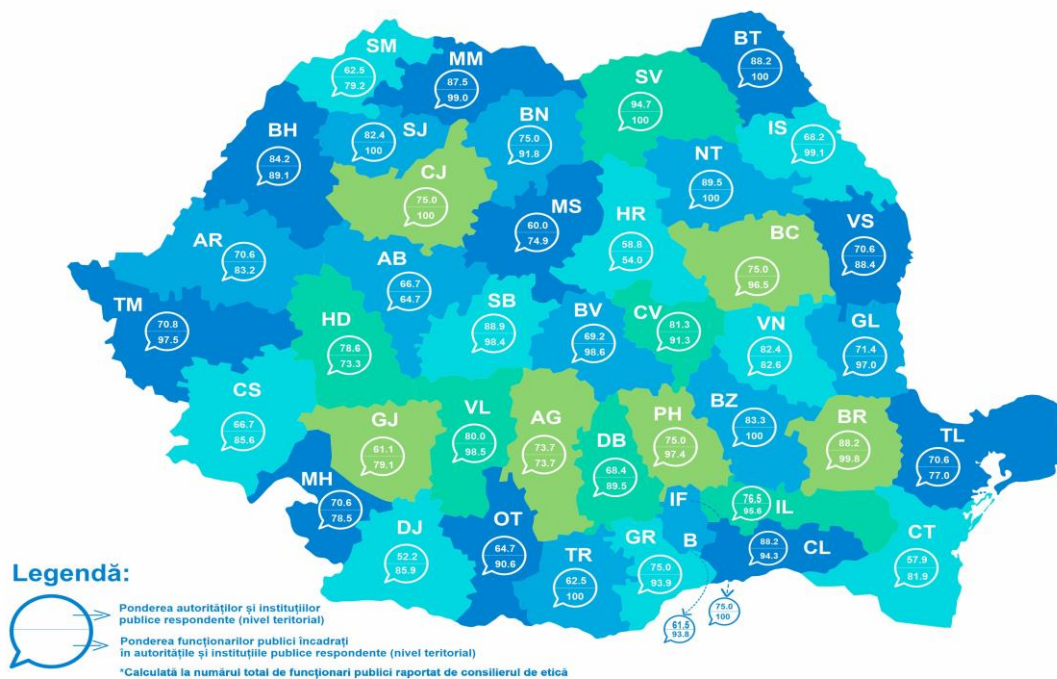 SM
62.5
79.2
MM
87.5
99.0
BT
88.2
100
SV
94.7
100
IS
68.2
99.1
BH
84.2
89.1
82.4
100
SJ
BN
75.0
91.8
NT
89.5
100
CJ
75.0
100
MS
60.0
74.9
HR
58.8
54.0
BC
75.0
96.5
VS
70.6
88.4
AR
70.6
83.2
AB
66.7
64.7
TM
70.8
97.5
HD
78.6
73.3
SB
88.9
98.4
BV
69.2
98.6
CV
81.3
91.3
VN
82.4
82.6
GL
71.4
97.0
CS
66.7
85.6
GJ
61.1
79.1
VL
80.0
98.5
AG
73.7
73.7
DB
68.4
89.5
PH
75.0
97.4
BZ
83.3
100
BR
88.2
99.8
TL
70.6
77.0
MH
70.6
78.5
DJ
52.2
85.9
OT
64.7
90.6
TR
62.5
100
GR
75.0
93.9
IF
B
76.5
95.6
IL
88.2
94.3
CL
CT
57.9
81.9
61.5
93.8
75.0
100
Legendă:
Ponderea autorităților și instituțiilor
publice respondente (nivel teritorial)
Ponderea funcționarilor publici încadrați
în autoritățile și instituțiile publice respondente (nivel teritorial)
*Calculată la numărul total de funcționari publici raportat de consilierul de etică